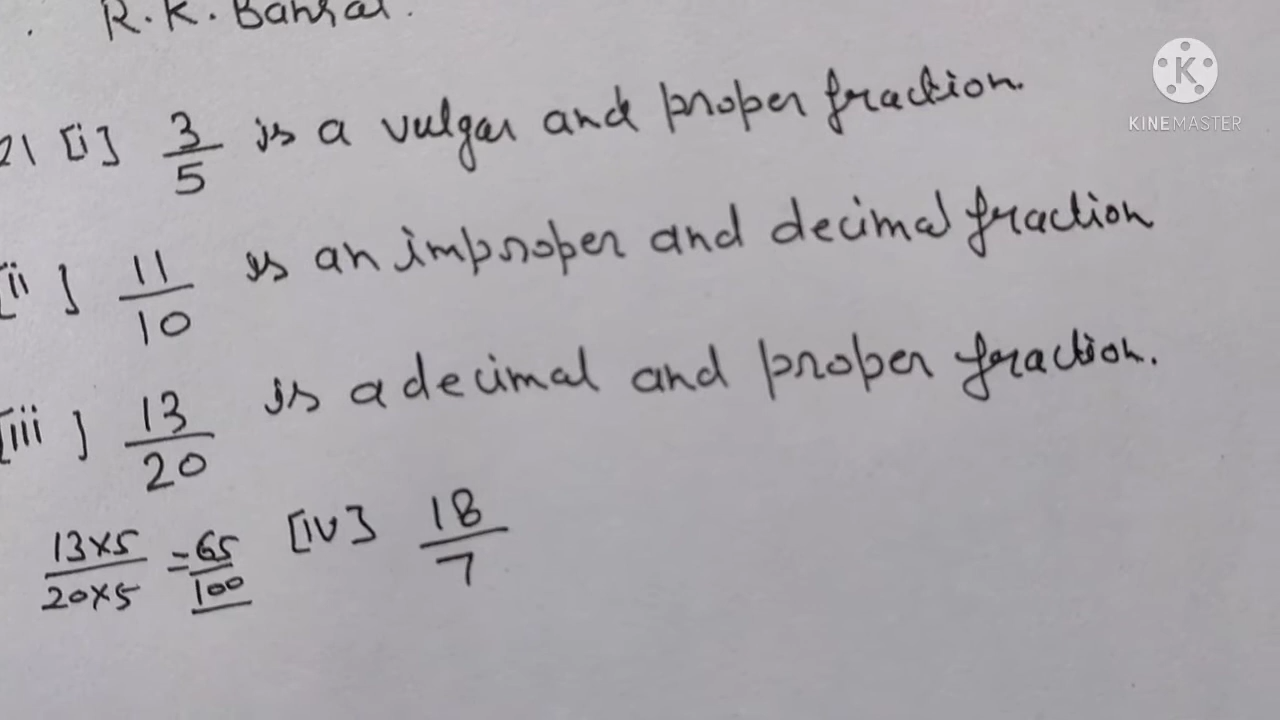 R.K. Bansal.
21 [i] 3/5 is a vulgar and proper fraction.
[ii] 11/10 is an improper and decimal fraction
[iii] 13/20 is a decimal and proper fraction.
13×5/20×5 = 65/100 [iv] 18/7
KINEMASTER